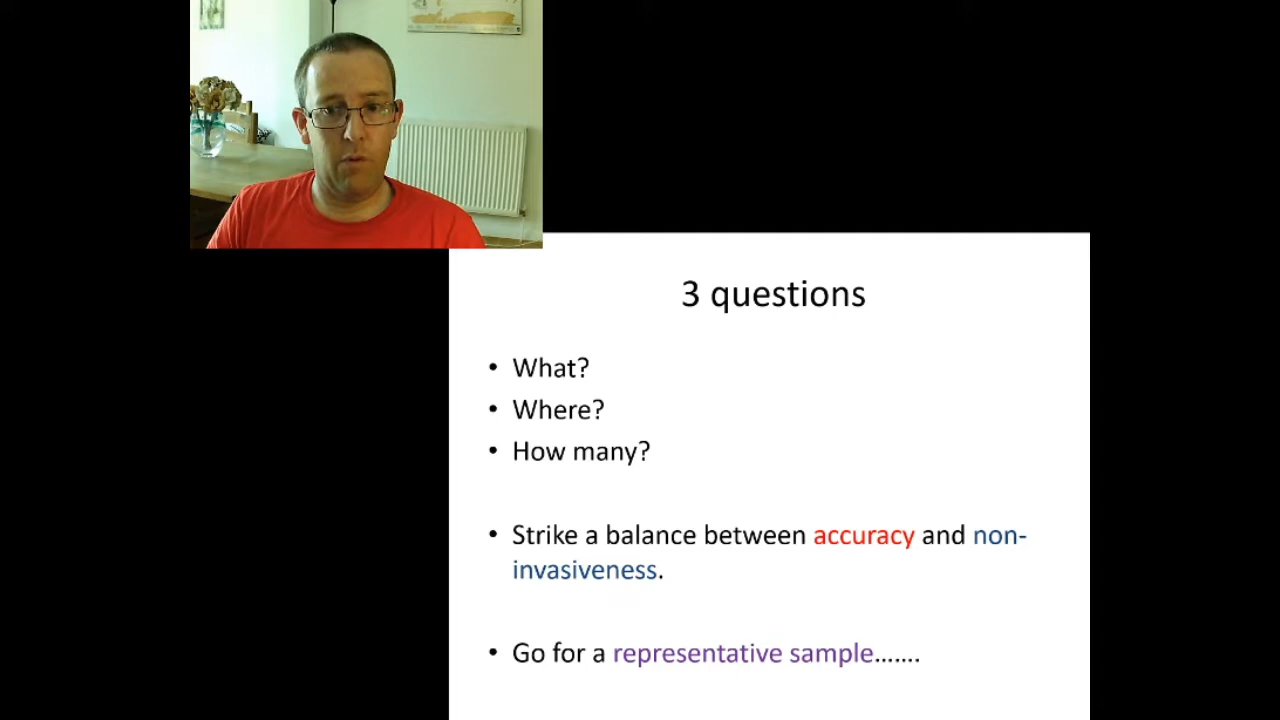 3 questions
• What?
• Where?
• How many?
• Strike a balance between accuracy and non-
invasiveness.
• Go for a representative sample…….